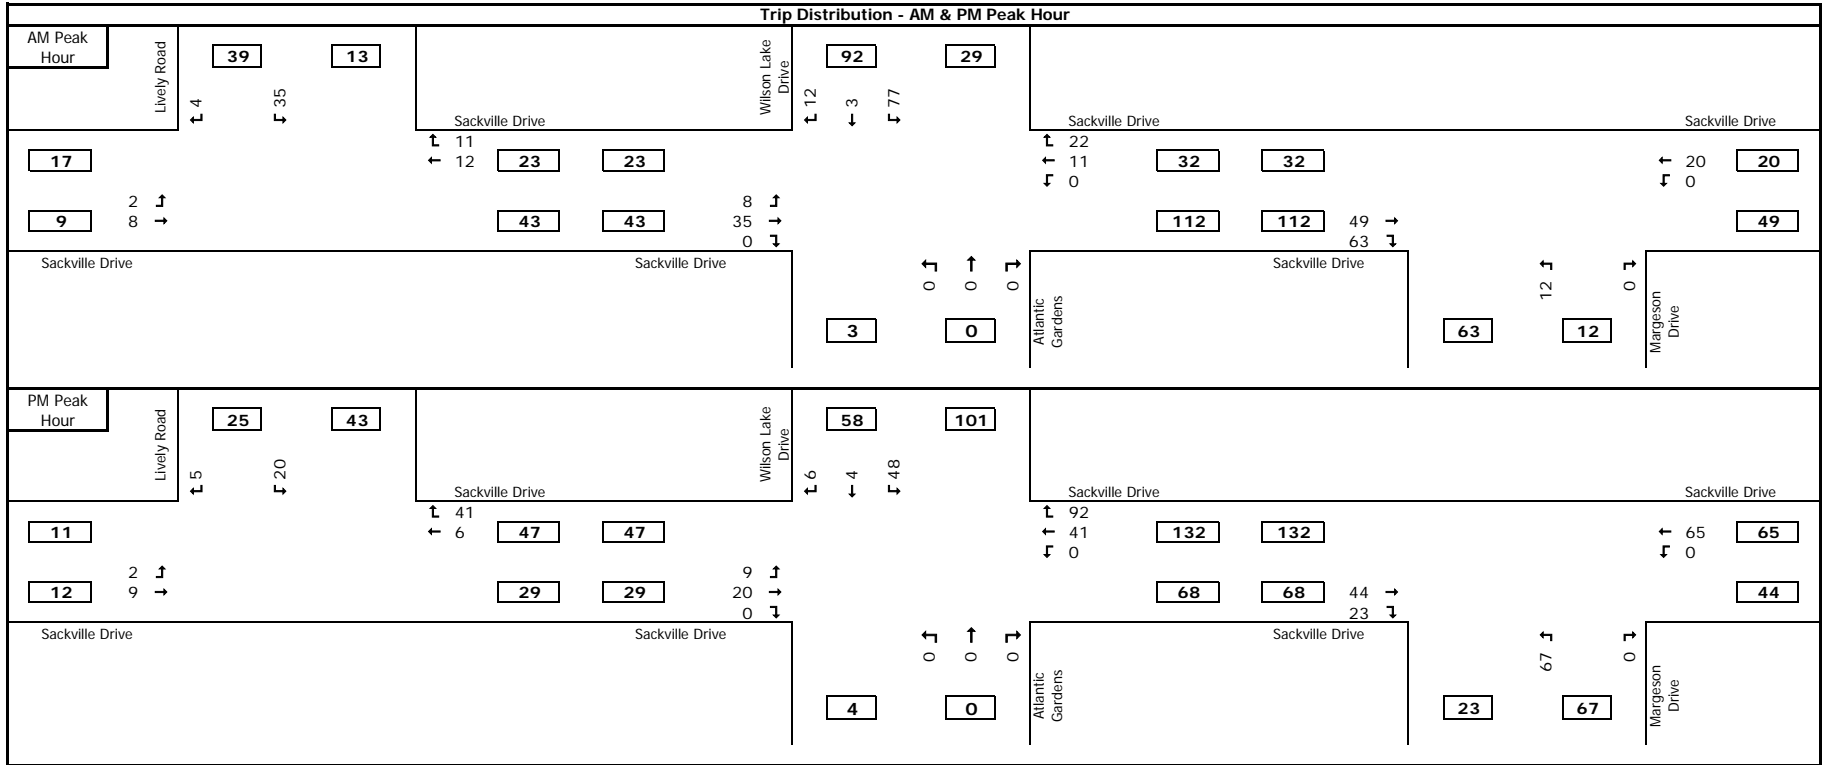 Trip Distribution - AM & PM Peak Hour
AM Peak
Hour
Lively Road
39
13
4
35
Wilson Lake
Drive
92
29
12
3
77
Sackville Drive
Sackville Drive
Sackville Drive
11
12
17
23
23
22
11
0
32
32
20
0
20
2
8
9
43
43
8
35
0
112
112
49
63
49
Sackville Drive
Sackville Drive
Sackville Drive
0
0
0
12
0
Atlantic
Gardens
Margeson
Drive
3
0
63
12
PM Peak
Hour
Lively Road
25
43
5
20
Wilson Lake
Drive
58
101
6
4
48
Sackville Drive
Sackville Drive
Sackville Drive
41
6
11
47
47
92
41
0
132
132
65
0
65
2
9
12
29
29
9
20
0
68
68
44
23
44
Sackville Drive
Sackville Drive
Sackville Drive
0
0
0
67
0
Atlantic
Gardens
Margeson
Drive
4
0
23
67